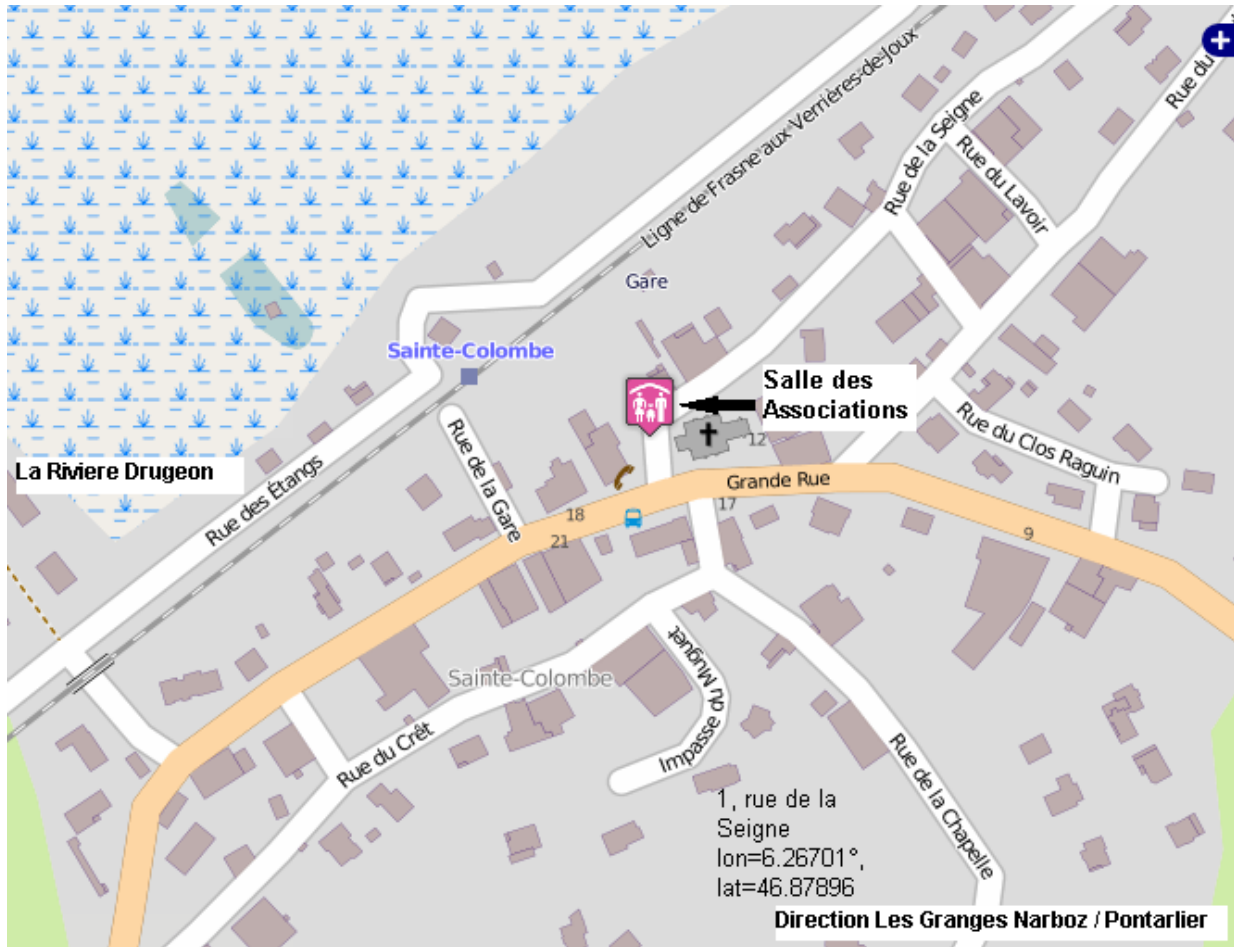 Rue du
Ligne de Frasne aux Verrières-de-Joux
Rue de la Seigne
Rue du Lavoir
Gare
Sainte-Colombe
Salle des
Associations
12
Rue du Clos Raguin
Rue de la Gare
La Riviere Drugeon
Rue des Étangs
Grande Rue
17
18
21
9
Impasse du Muguet
Sainte-Colombe
Rue du Crêt
Rue de la Chapelle
1, rue de la
Seigne
lon=6.26701°,
lat=46.87896
Direction Les Granges Narboz / Pontarlier